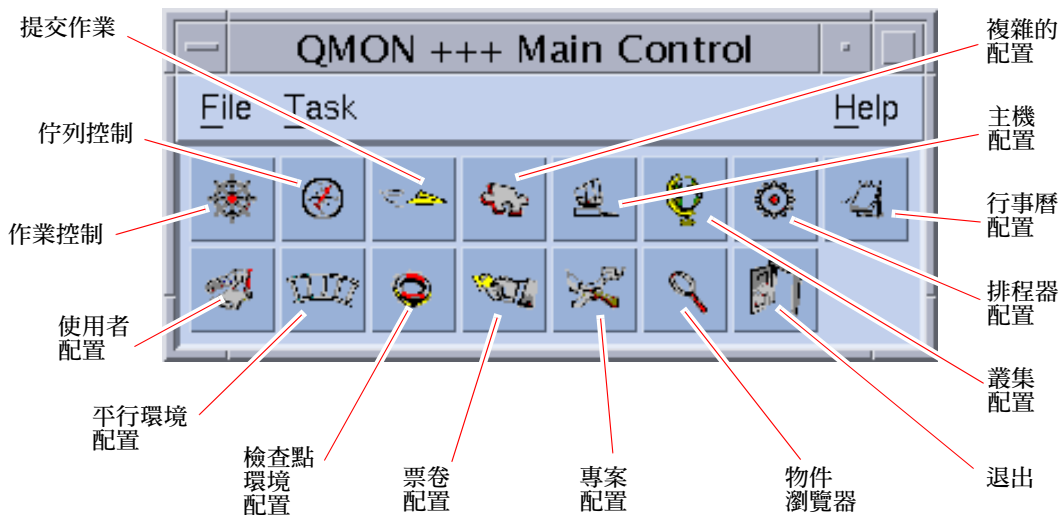 提交作業
佇列控制
作業控制
使用者
配置
平行環境
配置
檢查點
環境
配置
票卷
配置
專案
配置
物件
瀏覽器
退出
叢集
配置
排程器
配置
行事曆
配置
主機
配置
複雜的
配置
QMON +++ Main Control
File Task Help